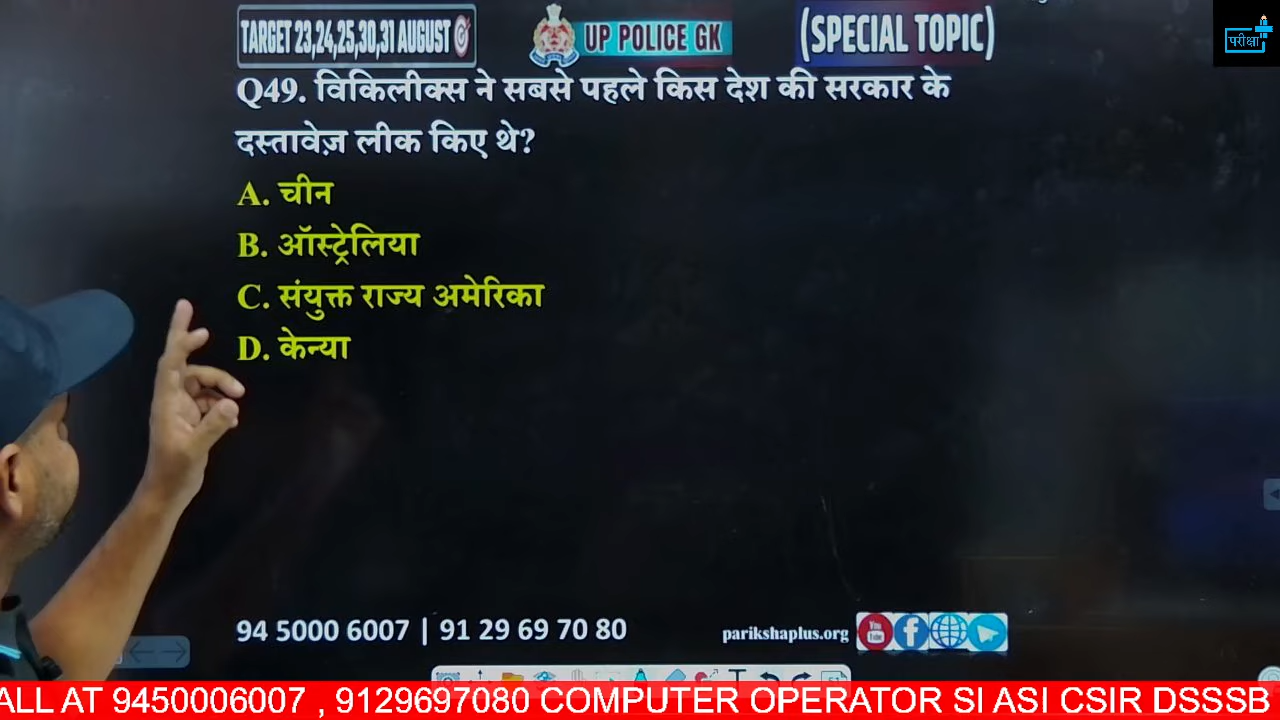 TARGET 23,24,25,30,31 AUGUST
UP POLICE GK
(SPECIAL TOPIC)
परीक्षा
Q49. विकिलीक्स ने सबसे पहले किस देश की सरकार के
दस्तावेज़ लीक किए थे?
A. चीन
B. ऑस्ट्रेलिया
C. संयुक्त राज्य अमेरिका
D. केन्या
94 5000 6007 | 91 29 69 70 80
parikshaplus.org
You
Tube
ALL AT 9450006007 , 9129697080 COMPUTER OPERATOR SI ASI CSIR DSSSB